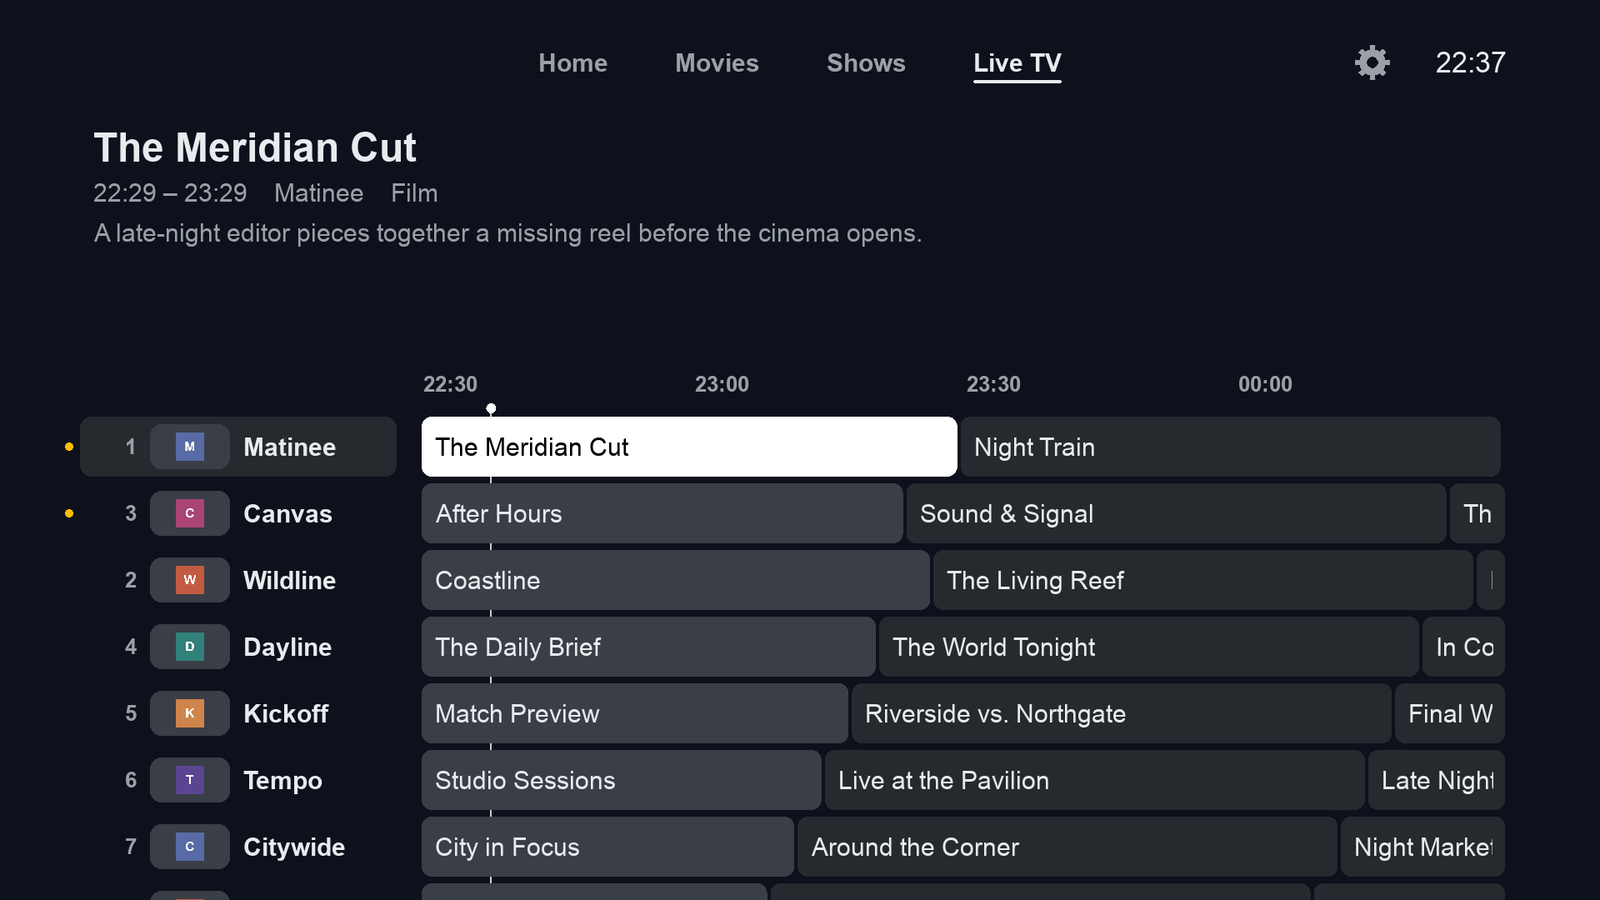 Home Movies Shows Live TV 22:37
The Meridian Cut
22:29 – 23:29 Matinee Film
A late-night editor pieces together a missing reel before the cinema opens.
22:30 23:00 23:30 00:00
1 M Matinee The Meridian Cut Night Train
3 C Canvas After Hours Sound & Signal Th
2 W Wildline Coastline The Living Reef
4 D Dayline The Daily Brief The World Tonight In Co
5 K Kickoff Match Preview Riverside vs. Northgate Final W
6 T Tempo Studio Sessions Live at the Pavilion Late Night
7 C Citywide City in Focus Around the Corner Night Market